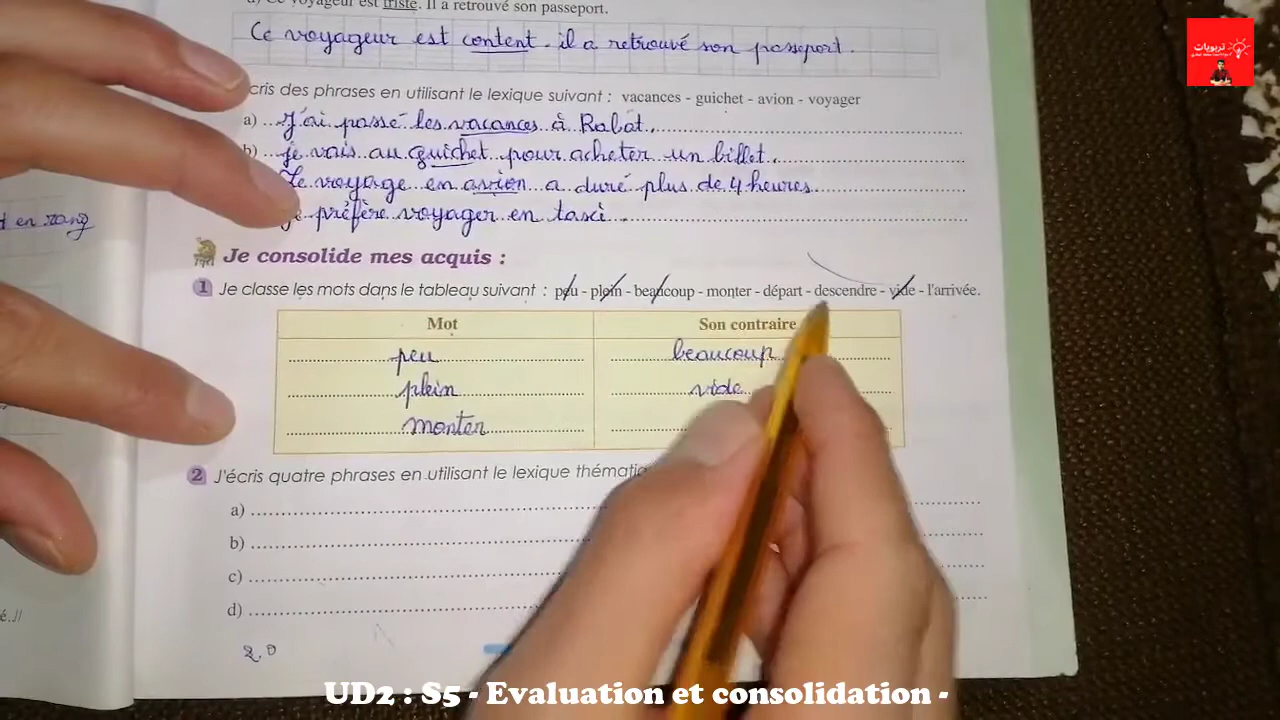 a) Ce voyageur est triste. Il a retrouvé son passeport.
Ce voyageur est content. il a retrouvé son passeport.
cris des phrases en utilisant le lexique suivant : vacances - guichet - avion - voyager
a) J'ai passé les vacances à Rabat.
b) Je vais au guichet pour acheter un billet.
Le voyage en avion a duré plus de 4 heures.
je préfère voyager en taxi.
en rang
Je consolide mes acquis :
1 Je classe les mots dans le tableau suivant : peu - plein - beaucoup - monter - départ - descendre - vide - l'arrivée.
Mot Son contraire
peu beaucoup
plein vide
monter
2 J'écris quatre phrases en utilisant le lexique thémati
a)
b)
c)
d)
é.//
تربويات
UD2 : S5 - Evaluation et consolidation -